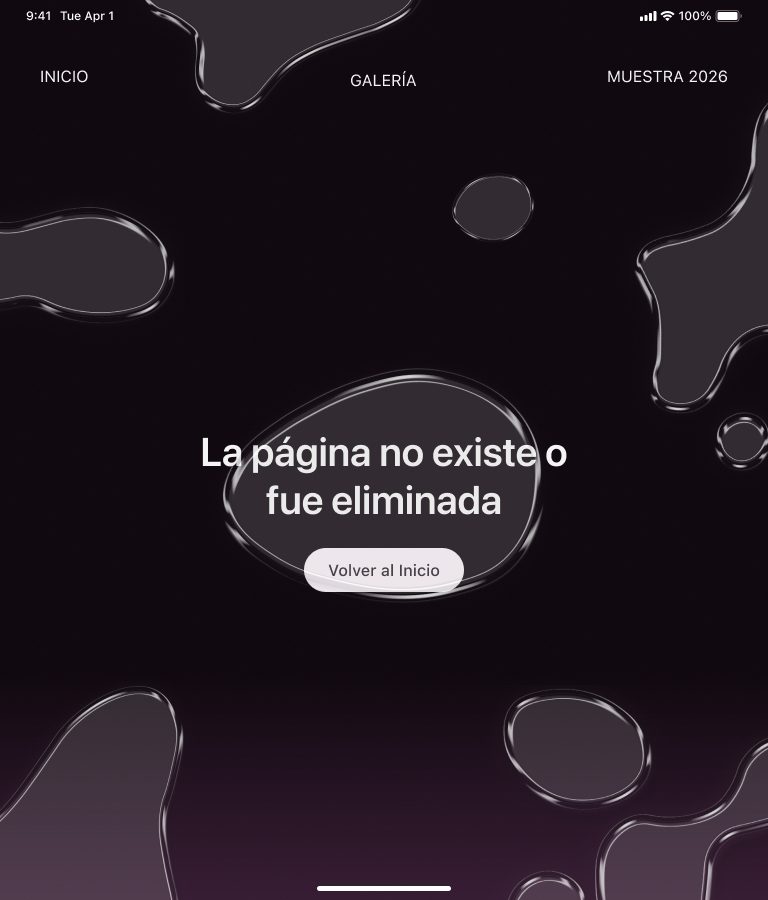 9:41 Tue Apr 1 100%
INICIO GALERÍA MUESTRA 2026
La página no existe o
fue eliminada
Volver al Inicio